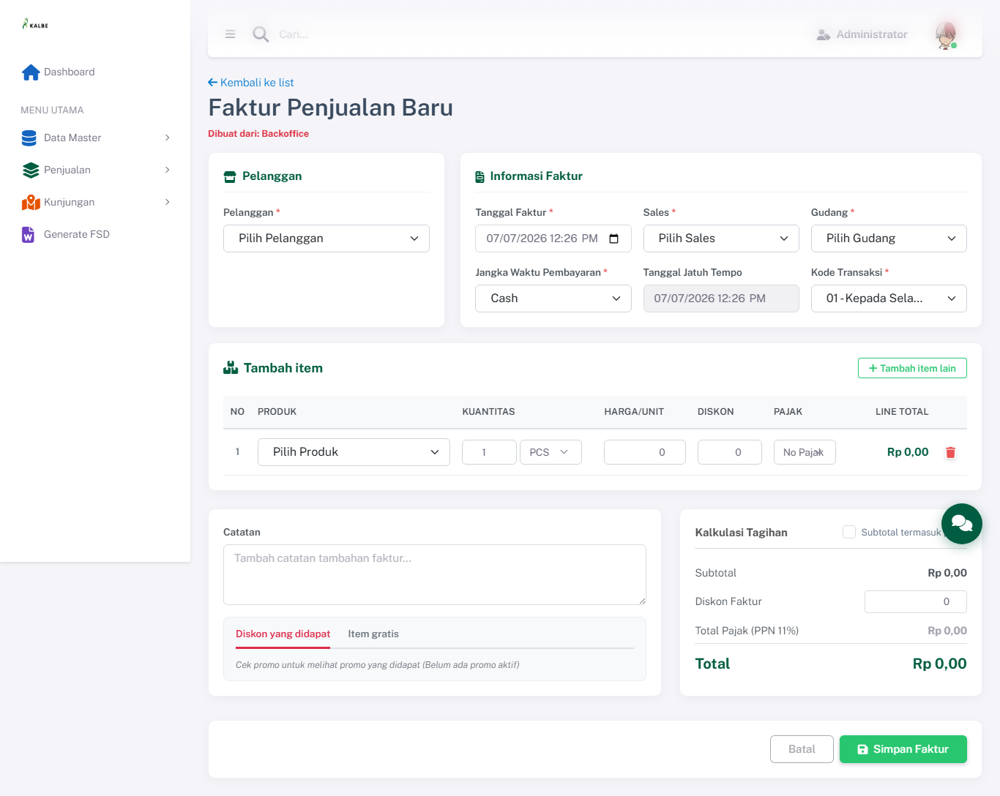 KALBE
Cari...
Administrator
Dashboard
MENU UTAMA
Data Master
Penjualan
Kunjungan
Generate FSD
Kembali ke list
Faktur Penjualan Baru
Dibuat dari: Backoffice
Pelanggan
Pelanggan *
Pilih Pelanggan
Informasi Faktur
Tanggal Faktur * Sales * Gudang *
07/07/2026 12:26 PM Pilih Sales Pilih Gudang
Jangka Waktu Pembayaran * Tanggal Jatuh Tempo Kode Transaksi *
Cash 07/07/2026 12:26 PM 01 - Kepada Sela...
Tambah item
+ Tambah item lain
NO PRODUK KUANTITAS HARGA/UNIT DISKON PAJAK LINE TOTAL
1 Pilih Produk 1 PCS 0 0 No Pajak Rp 0,00
Catatan
Tambah catatan tambahan faktur...
Diskon yang didapat Item gratis
Cek promo untuk melihat promo yang didapat (Belum ada promo aktif)
Kalkulasi Tagihan Subtotal termasuk
Subtotal Rp 0,00
Diskon Faktur 0
Total Pajak (PPN 11%) Rp 0,00
Total Rp 0,00
Batal Simpan Faktur